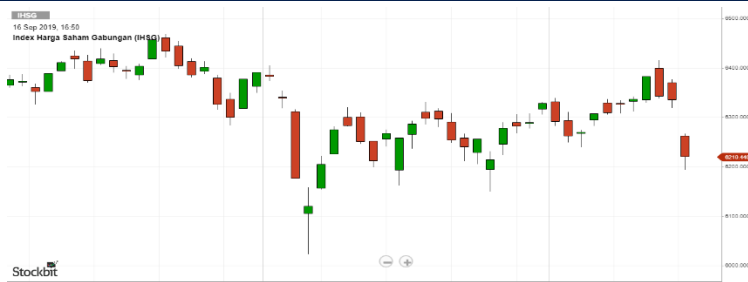 IHSG
16 Sep 2019, 16:50
Index Harga Saham Gabungan (IHSG)
6500.000
6400.000
6300.000
6210.440
6200.000
6100.000
6000.000
Stockbit